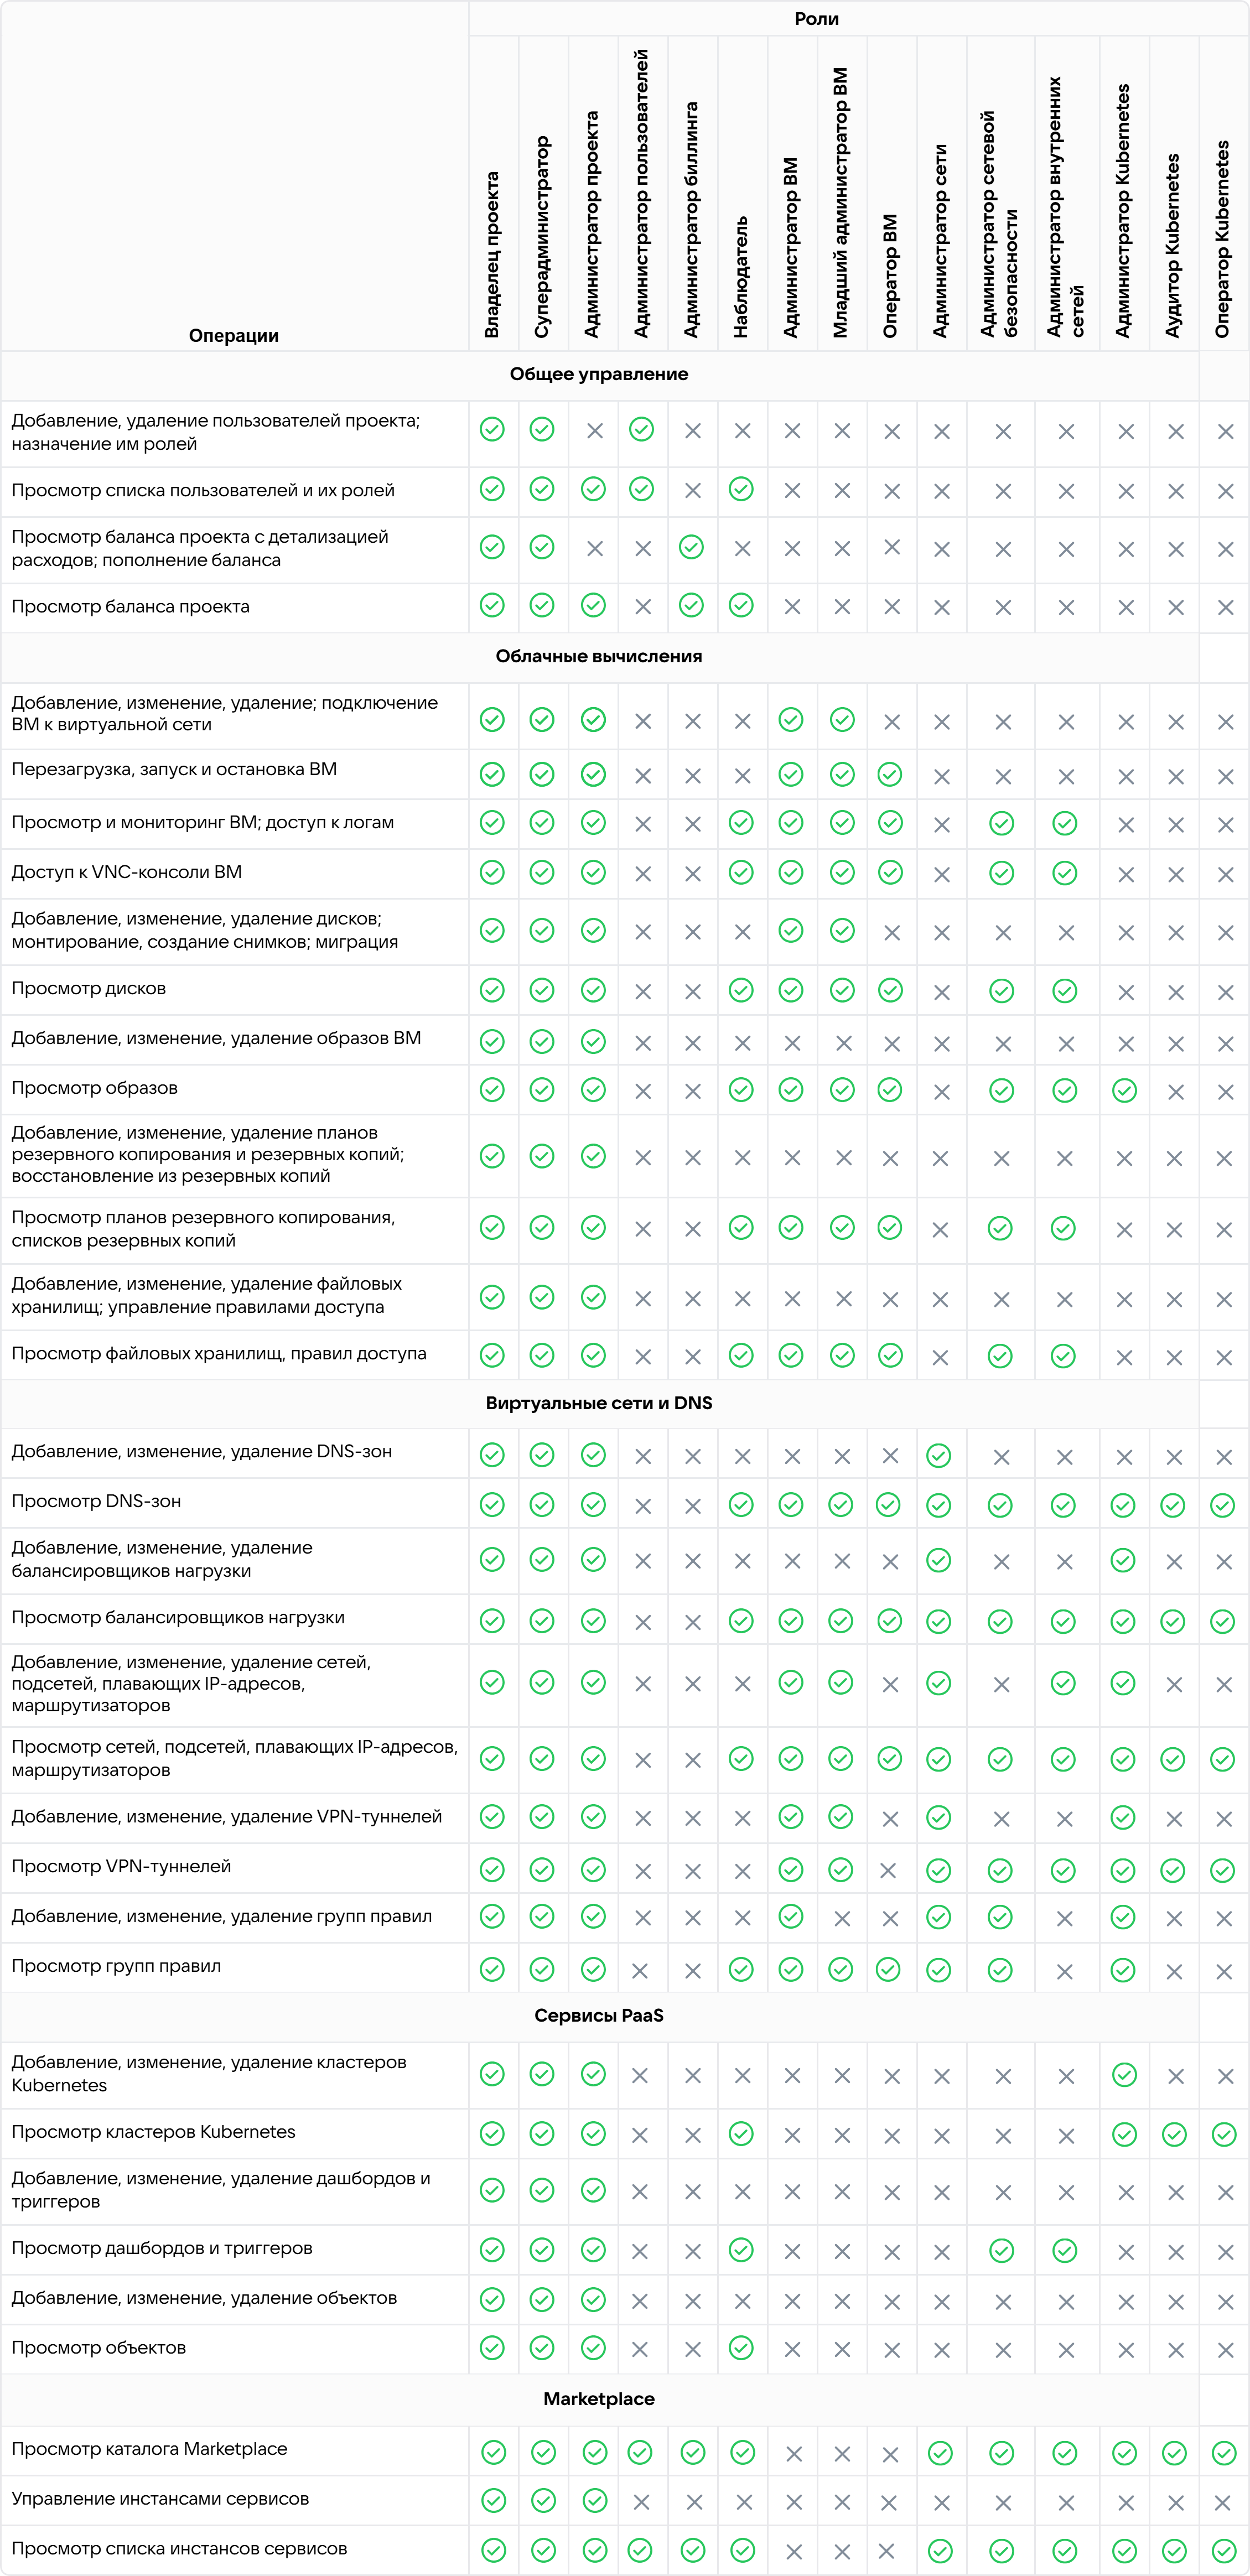 Роли
Операции
Владелец проекта
Суперадминистратор
Администратор проекта
Администратор пользователей
Администратор биллинга
Наблюдатель
Администратор ВМ
Младший администратор ВМ
Оператор ВМ
Администратор сети
Администратор сетевой
безопасности
Администратор внутренних
сетей
Администратор Kubernetes
Аудитор Kubernetes
Оператор Kubernetes
Общее управление
Добавление, удаление пользователей проекта;
назначение им ролей
Просмотр списка пользователей и их ролей
Просмотр баланса проекта с детализацией
расходов; пополнение баланса
Просмотр баланса проекта
Облачные вычисления
Добавление, изменение, удаление; подключение
ВМ к виртуальной сети
Перезагрузка, запуск и остановка ВМ
Просмотр и мониторинг ВМ; доступ к логам
Доступ к VNC-консоли ВМ
Добавление, изменение, удаление дисков;
монтирование, создание снимков; миграция
Просмотр дисков
Добавление, изменение, удаление образов ВМ
Просмотр образов
Добавление, изменение, удаление планов
резервного копирования и резервных копий;
восстановление из резервных копий
Просмотр планов резервного копирования,
списков резервных копий
Добавление, изменение, удаление файловых
хранилищ; управление правилами доступа
Просмотр файловых хранилищ, правил доступа
Виртуальные сети и DNS
Добавление, изменение, удаление DNS-зон
Просмотр DNS-зон
Добавление, изменение, удаление
балансировщиков нагрузки
Просмотр балансировщиков нагрузки
Добавление, изменение, удаление сетей,
подсетей, плавающих IP-адресов,
маршрутизаторов
Просмотр сетей, подсетей, плавающих IP-адресов,
маршрутизаторов
Добавление, изменение, удаление VPN-туннелей
Просмотр VPN-туннелей
Добавление, изменение, удаление групп правил
Просмотр групп правил
Сервисы PaaS
Добавление, изменение, удаление кластеров
Kubernetes
Просмотр кластеров Kubernetes
Добавление, изменение, удаление дашбордов и
триггеров
Просмотр дашбордов и триггеров
Добавление, изменение, удаление объектов
Просмотр объектов
Marketplace
Просмотр каталога Marketplace
Управление инстансами сервисов
Просмотр списка инстансов сервисов